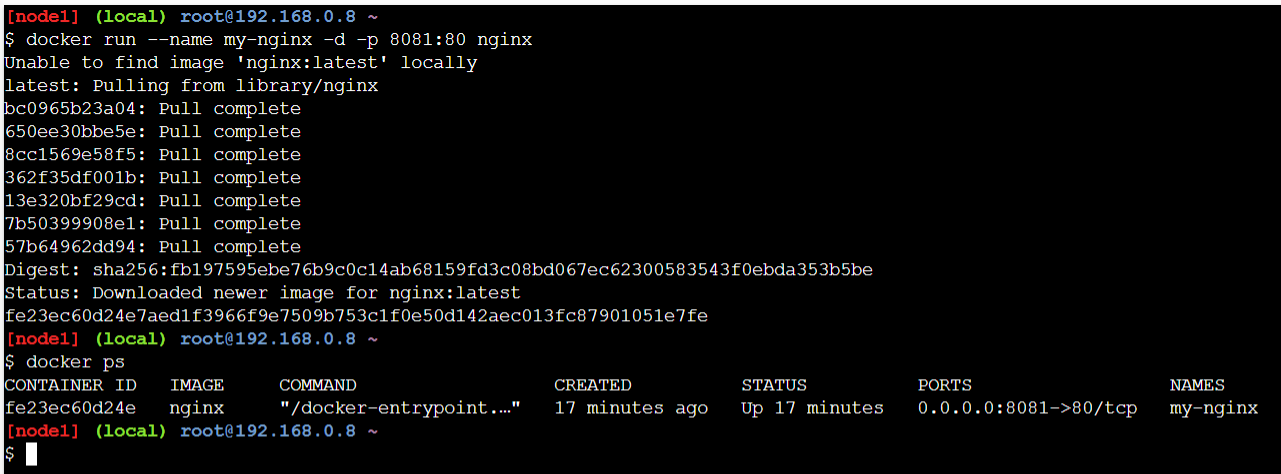 [node1] (local) root@192.168.0.8 ~
$ docker run --name my-nginx -d -p 8081:80 nginx
Unable to find image 'nginx:latest' locally
latest: Pulling from library/nginx
bc0965b23a04: Pull complete
650ee30bbe5e: Pull complete
8cc1569e58f5: Pull complete
362f35df001b: Pull complete
13e320bf29cd: Pull complete
7b50399908e1: Pull complete
57b64962dd94: Pull complete
Digest: sha256:fb197595ebe76b9c0c14ab68159fd3c08bd067ec62300583543f0ebda353b5be
Status: Downloaded newer image for nginx:latest
fe23ec60d24e7aed1f3966f9e7509b753c1f0e50d142aec013fc87901051e7fe
[node1] (local) root@192.168.0.8 ~
$ docker ps
CONTAINER ID   IMAGE     COMMAND                  CREATED          STATUS          PORTS                  NAMES
fe23ec60d24e   nginx     "/docker-entrypoint.…"   17 minutes ago   Up 17 minutes   0.0.0.0:8081->80/tcp   my-nginx
[node1] (local) root@192.168.0.8 ~
$